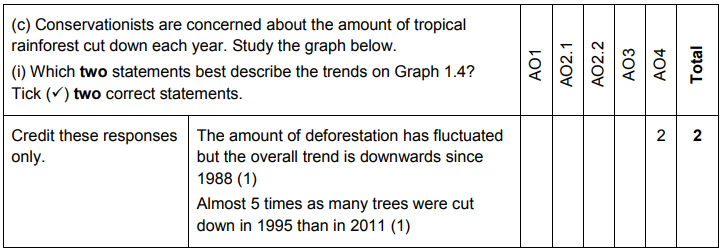 (c) Conservationists are concerned about the amount of tropical
rainforest cut down each year. Study the graph below.
(i) Which two statements best describe the trends on Graph 1.4?
Tick (✓) two correct statements.
AO1
AO2.1
AO2.2
AO3
AO4
Total
Credit these responses
only.
The amount of deforestation has fluctuated
but the overall trend is downwards since
1988 (1)
Almost 5 times as many trees were cut
down in 1995 than in 2011 (1)
2
2